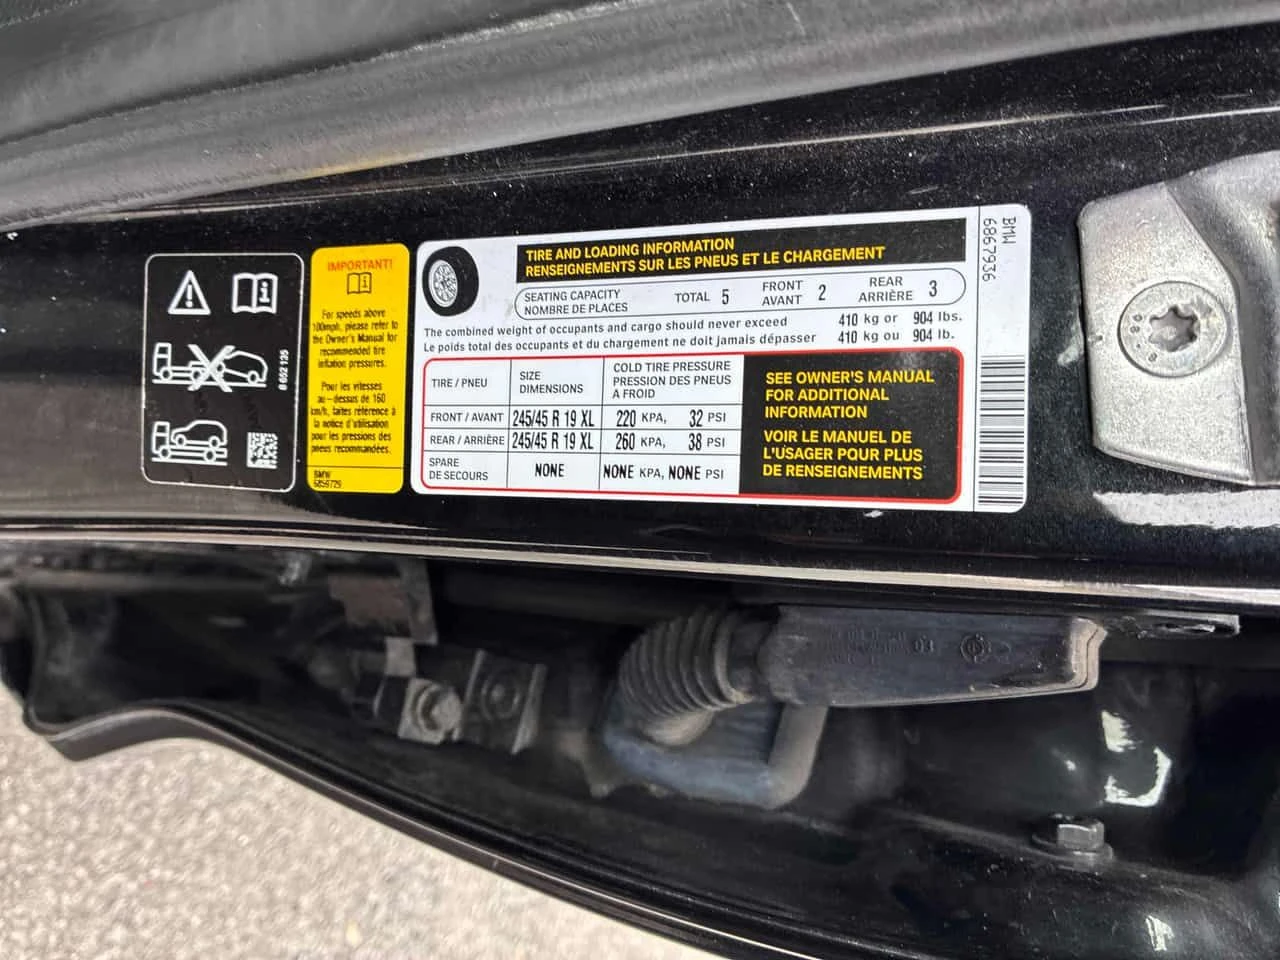 8 652 135
IMPORTANT!
For speeds above
100mph, please refer to
the Owner's Manual for
recommended tire
inflation pressures.
Pour les vitesses
au-dessus de 160
km/h, faites référence à
la notice d'utilisation
pour les pressions des
pneus recommandées.
BMW
TIRE AND LOADING INFORMATION
RENSEIGNEMENTS SUR LES PNEUS ET LE CHARGEMENT
SEATING CAPACITY
NOMBRE DE PLACES
TOTAL 5
FRONT
AVANT 2
REAR
ARRIÈRE 3
The combined weight of occupants and cargo should never exceed 410 kg or 904 lbs.
Le poids total des occupants et du chargement ne doit jamais dépasser 410 kg ou 904 lb.
TIRE / PNEU
SIZE
DIMENSIONS
COLD TIRE PRESSURE
PRESSION DES PNEUS
A FROID
FRONT / AVANT 245/45 R 19 XL 220 KPA, 32 PSI
REAR / ARRIÈRE 245/45 R 19 XL 260 KPA, 38 PSI
SPARE
DE SECOURS
NONE NONE KPA, NONE PSI
SEE OWNER'S MANUAL
FOR ADDITIONAL
INFORMATION
VOIR LE MANUEL DE
L'USAGER POUR PLUS
DE RENSEIGNEMENTS
BMW
6867936
03